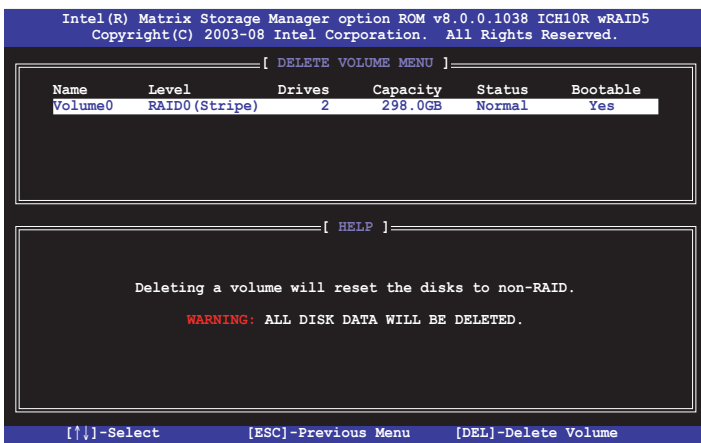 Intel(R) Matrix Storage Manager option ROM v8.0.0.1038 ICH10R wRAID5
Copyright(C) 2003-08 Intel Corporation. All Rights Reserved.
[ DELETE VOLUME MENU ]
Name Level Drives Capacity Status Bootable
Volume0 RAID0(Stripe) 2 298.0GB Normal Yes
[ HELP ]
Deleting a volume will reset the disks to non-RAID.
WARNING: ALL DISK DATA WILL BE DELETED.
[↑↓]-Select [ESC]-Previous Menu [DEL]-Delete Volume